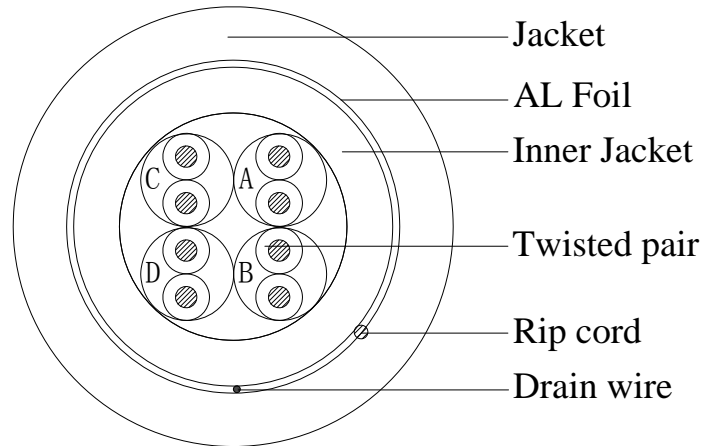 Jacket
AL Foil
Inner Jacket
C A
Twisted pair
D B
Rip cord
Drain wire